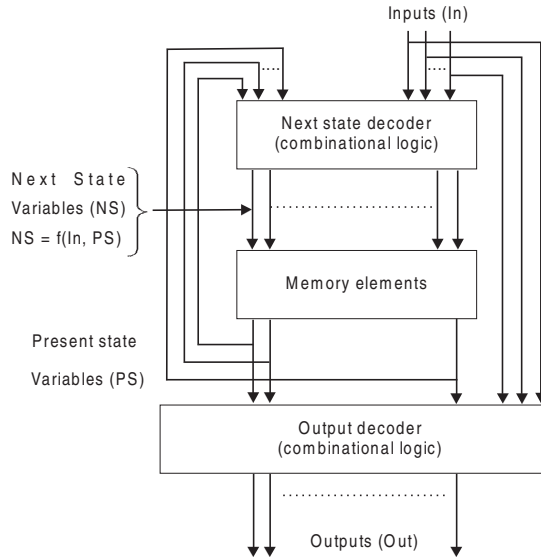 Inputs (In)
Next state decoder
(combinational logic)
Next State
Variables (NS)
NS = f(In, PS)
Memory elements
Present state
Variables (PS)
Output decoder
(combinational logic)
Outputs (Out)